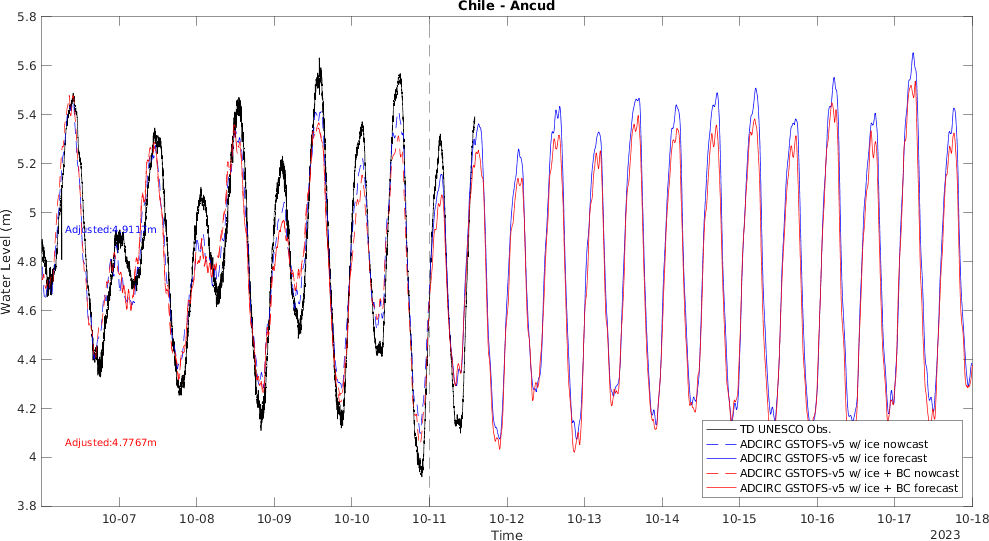 Chile - Ancud
5.8
5.6
5.4
5.2
5
4.8
4.6
4.4
4.2
4
3.8
Water Level (m)
Adjusted:4.9117m
Adjusted:4.7767m
TD UNESCO Obs.
ADCIRC GSTOFS-v5 w/ ice nowcast
ADCIRC GSTOFS-v5 w/ ice forecast
ADCIRC GSTOFS-v5 w/ ice + BC nowcast
ADCIRC GSTOFS-v5 w/ ice + BC forecast
10-07 10-08 10-09 10-10 10-11 10-12 10-13 10-14 10-15 10-16 10-17 10-18
Time
2023